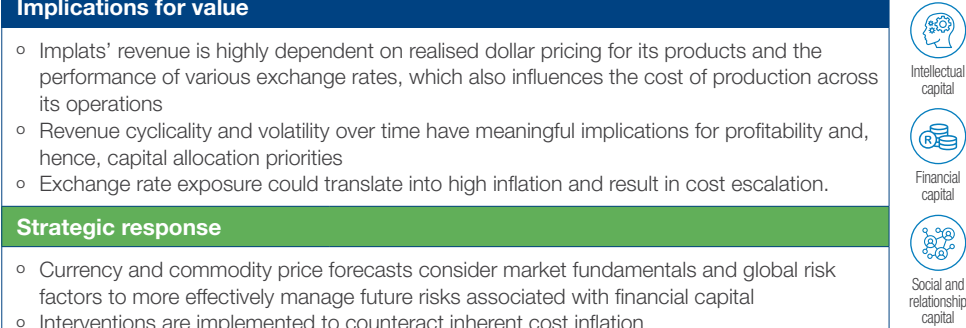 Implications for value
o Implats' revenue is highly dependent on realised dollar pricing for its products and the
performance of various exchange rates, which also influences the cost of production across
its operations
o Revenue cyclicality and volatility over time have meaningful implications for profitability and,
hence, capital allocation priorities
o Exchange rate exposure could translate into high inflation and result in cost escalation.
Strategic response
o Currency and commodity price forecasts consider market fundamentals and global risk
factors to more effectively manage future risks associated with financial capital
o Interventions are implemented to counteract inherent cost inflation
Intellectual
capital
R
Financial
capital
Social and
relationship
capital